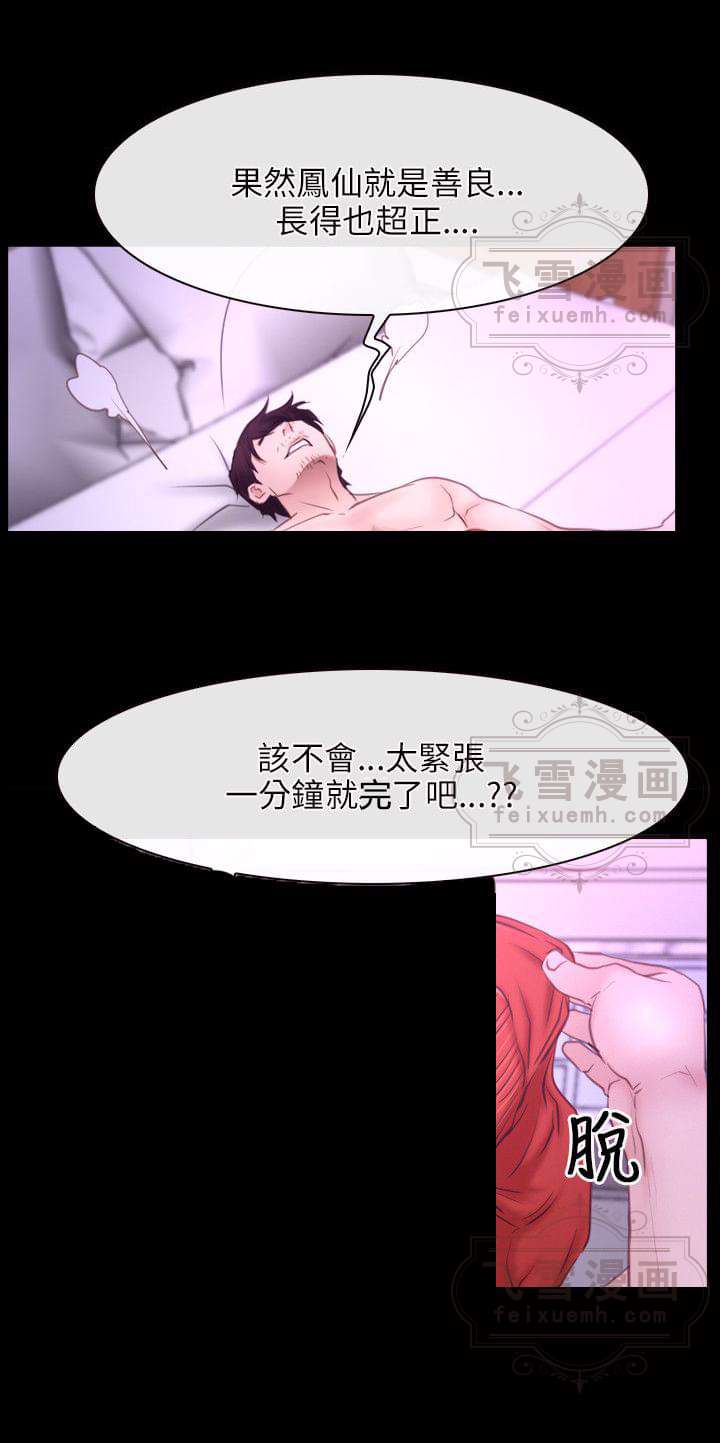 果然鳳仙就是善良...
長得也超正....
飞雪漫画
feixuemh.com/
該不會...太緊張
一分鐘就完了吧...??
飞雪漫画
feixuemh.com/
脫
飞雪漫画
feixuemh.com/